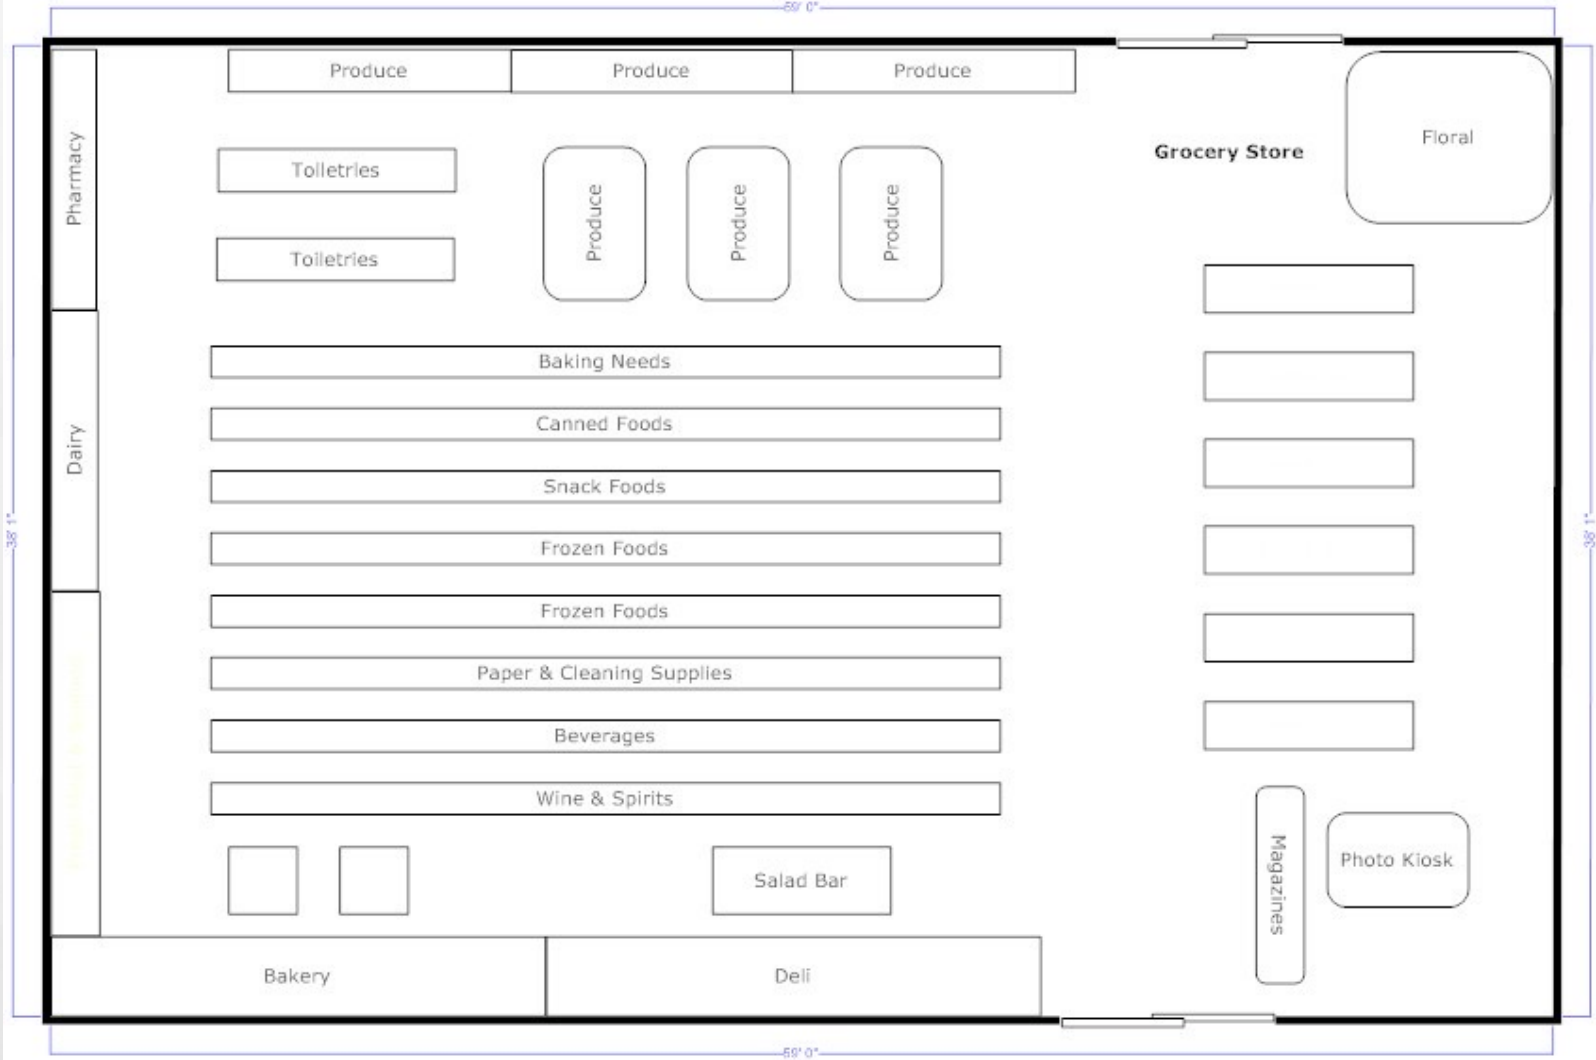 59' 0"
Produce
Produce
Produce
Floral
Pharmacy
Grocery Store
Toiletries
Produce
Produce
Produce
Toiletries
Baking Needs
Canned Foods
Dairy
Snack Foods
38' 1"
38' 1"
Frozen Foods
Frozen Foods
Paper & Cleaning Supplies
Beverages
Wine & Spirits
Salad Bar
Magazines
Photo Kiosk
Bakery
Deli
59' 0"